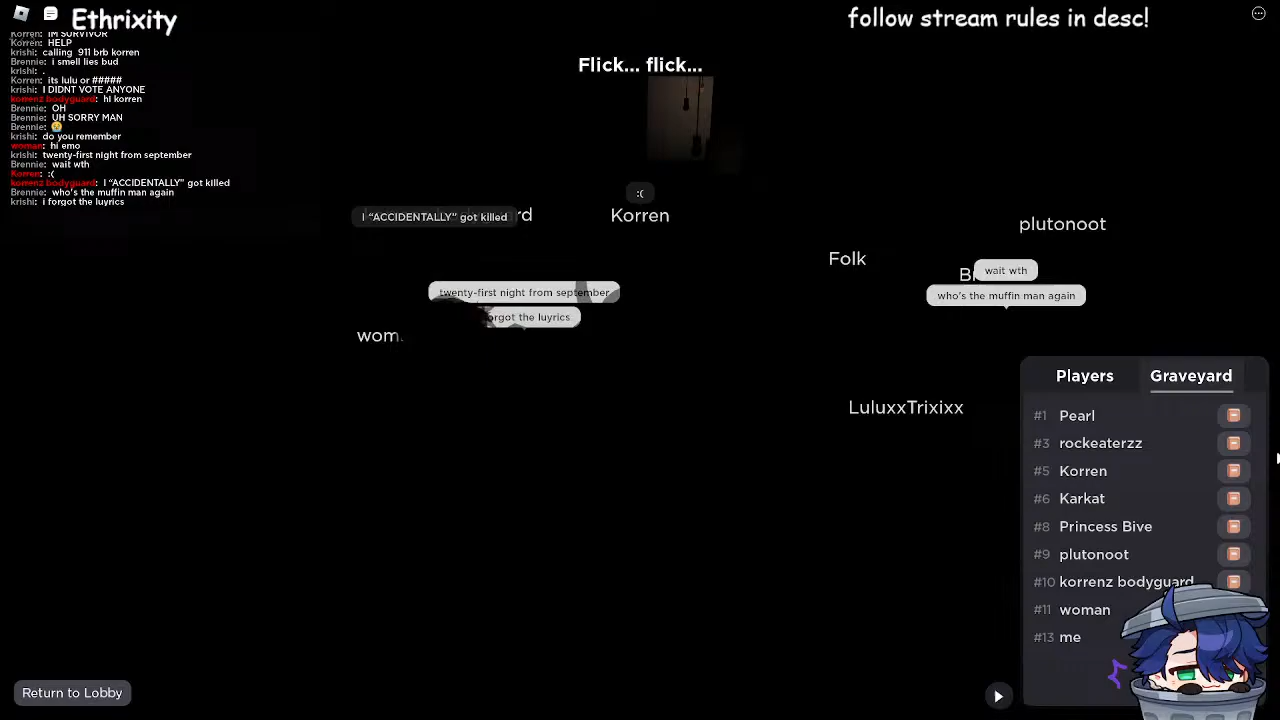 Ethrixity
follow stream rules in desc!
Korren: IM SURVIVOR
Korren: HELP
krishi: calling 911 brb korren
Brennie: i smell lies bud
krishi: .
Korren: its lulu or #####
krishi: I DIDNT VOTE ANYONE
korrenz bodyguard: hi korren
Brennie: OH
Brennie: UH SORRY MAN
Brennie: 😢
krishi: do you remember
woman: hi emo
krishi: twenty-first night from september
Brennie: wait wth
Korren: :(
korrenz bodyguard: I “ACCIDENTALLY” got killed
Brennie: who's the muffin man again
krishi: i forgot the luyrics
Flick... flick...
:(
I “ACCIDENTALLY” got killed
rd
Korren
plutonoot
Folk
Br
wait wth
who's the muffin man again
twenty-first night from september
orgot the luyrics
wom
LuluxxTrixixx
Players
Graveyard
#1 Pearl
#3 rockeaterzz
#5 Korren
#6 Karkat
#8 Princess Bive
#9 plutonoot
#10 korrenz bodyguard
#11 woman
#13 me
Return to Lobby